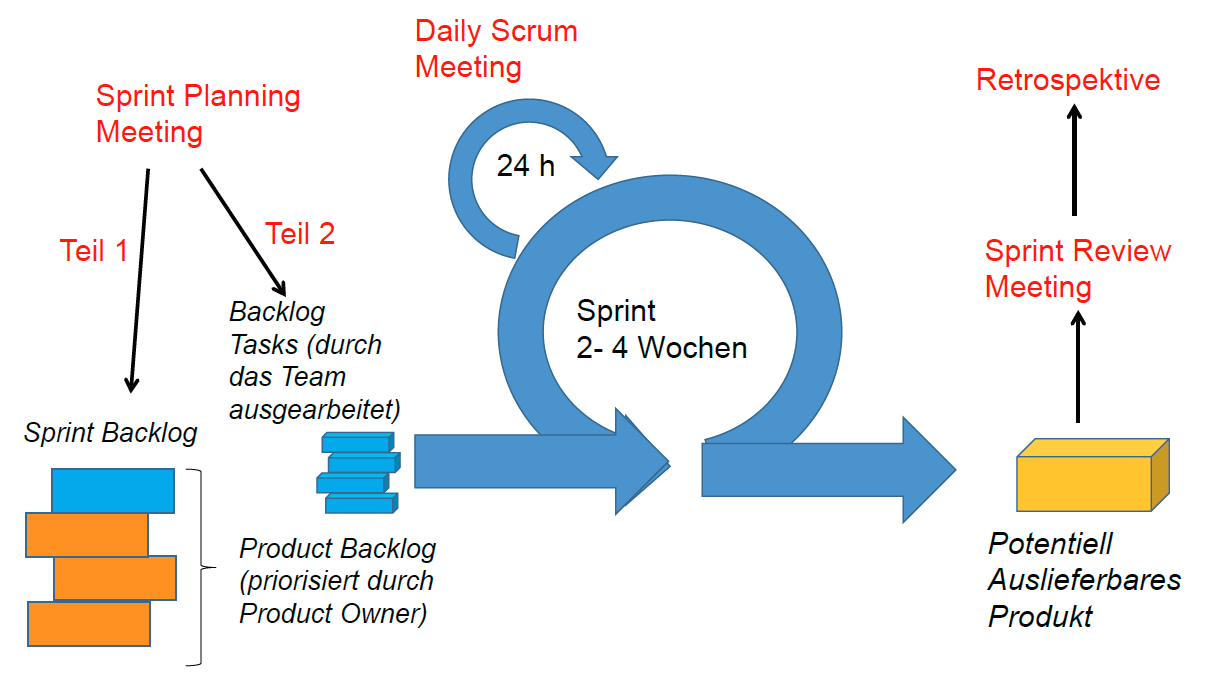 Daily Scrum
Meeting
Sprint Planning
Meeting
Retrospektive
24 h
Teil 1
Teil 2
Sprint Review
Meeting
Backlog
Tasks (durch
das Team
ausgearbeitet)
Sprint
2- 4 Wochen
Sprint Backlog
Product Backlog
(priorisiert durch
Product Owner)
Potentiell
Auslieferbares
Produkt